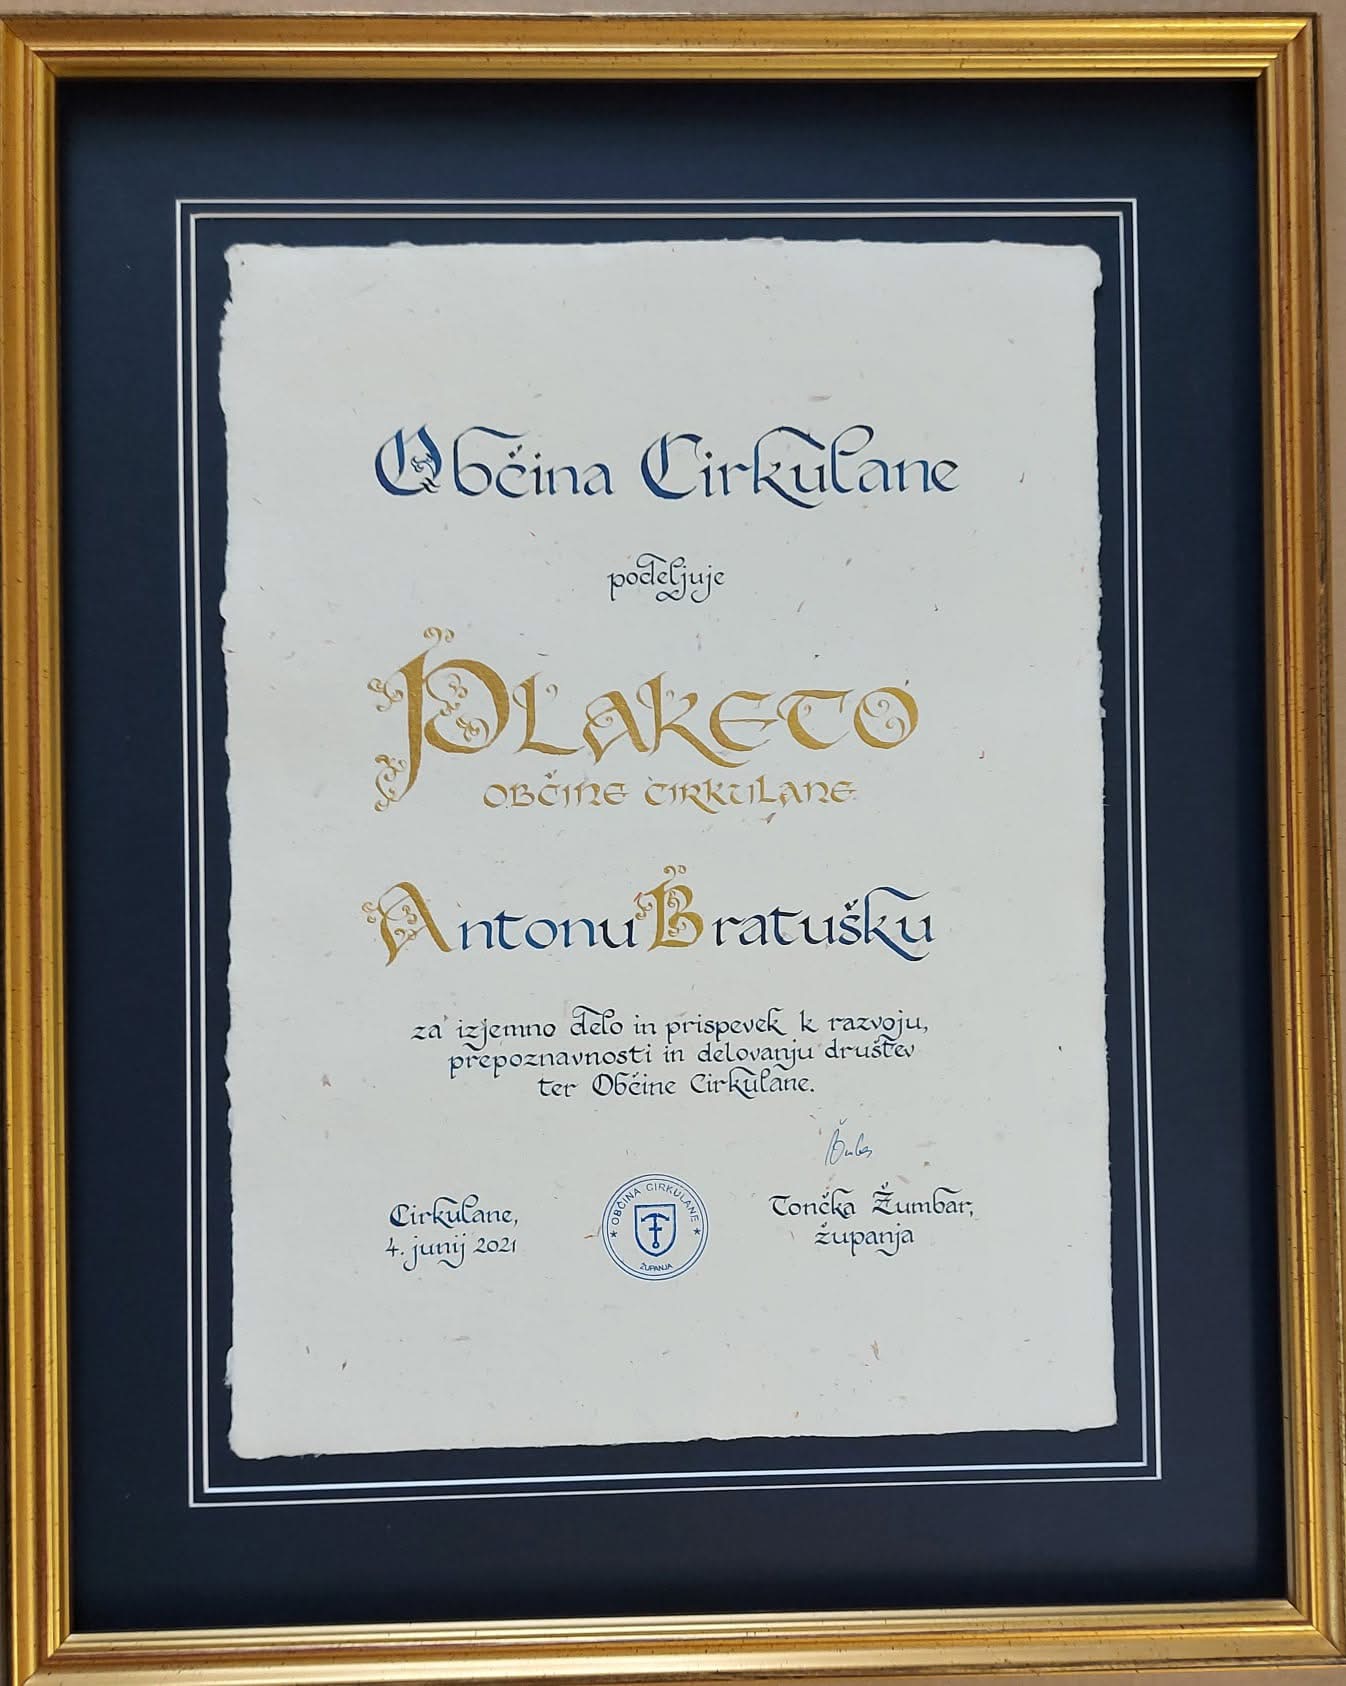 Občina Cirkulane
podeljuje
PLAKETO
OBČINE CIRKULANE
Antonu Bratušku
za izjemno delo in prispevek k razvoju,
prepoznavnosti in delovanju društev
ter Občine Cirkulane.
Cirkulane,
4. junij 2021
OBČINA CIRKULANE
ŽUPANJA
Tončka Žumbar,
županja